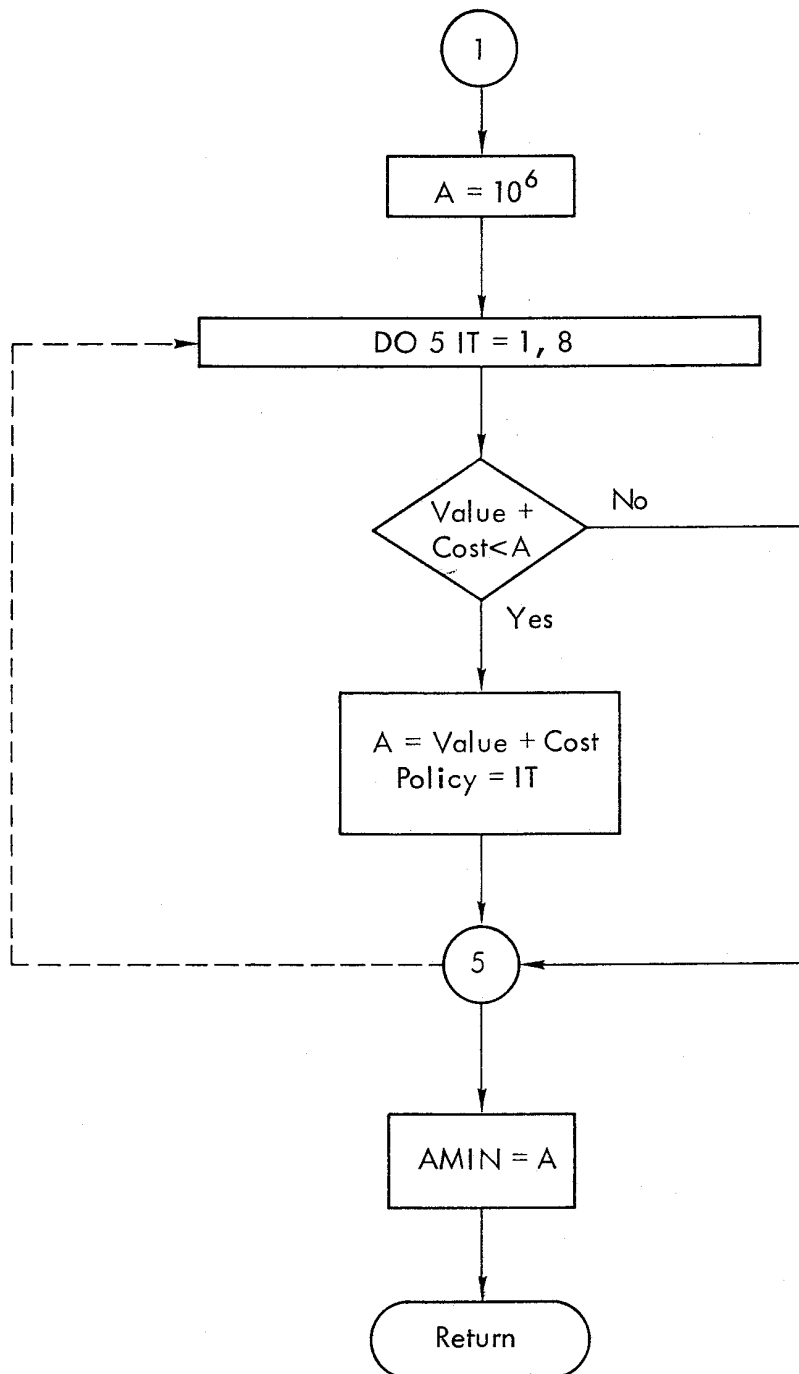 1
A = 10⁶
DO 5 IT = 1, 8
Value +
Cost<A
No
Yes
A = Value + Cost
Policy = IT
5
AMIN = A
Return